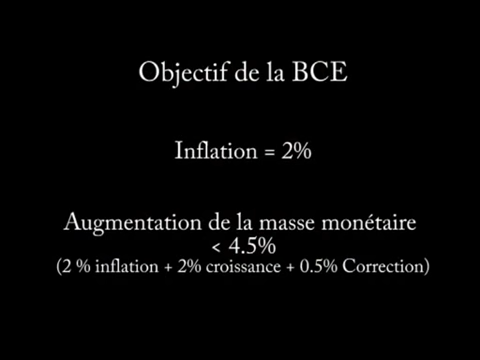 Objectif de la BCE
Inflation = 2%
Augmentation de la masse monétaire
< 4.5%
(2 % inflation + 2% croissance + 0.5% Correction)